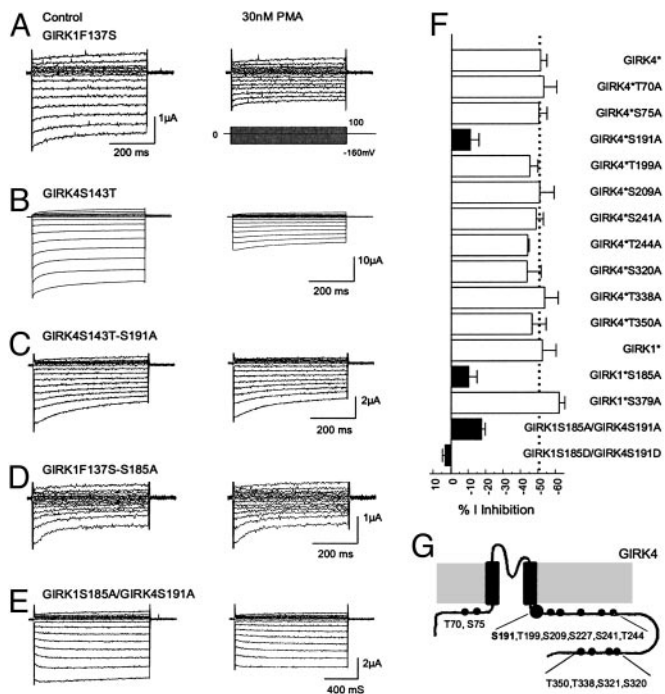 A
Control
GIRK1F137S
30nM PMA
1µA
200 ms
0
100
-160mV
B
GIRK4S143T
10µA
200 ms
C
GIRK4S143T-S191A
2µA
200 ms
D
GIRK1F137S-S185A
1µA
200 ms
E
GIRK1S185A/GIRK4S191A
2µA
400 mS
F
GIRK4*
GIRK4*T70A
GIRK4*S75A
GIRK4*S191A
GIRK4*T199A
GIRK4*S209A
GIRK4*S241A
GIRK4*T244A
GIRK4*S320A
GIRK4*T338A
GIRK4*T350A
GIRK1*
GIRK1*S185A
GIRK1*S379A
GIRK1S185A/GIRK4S191A
GIRK1S185D/GIRK4S191D
10 0 -10 -20 -30 -40 -50 -60
% I Inhibition
G
GIRK4
T70, S75
S191,T199,S209,S227,S241,T244
T350,T338,S321,S320